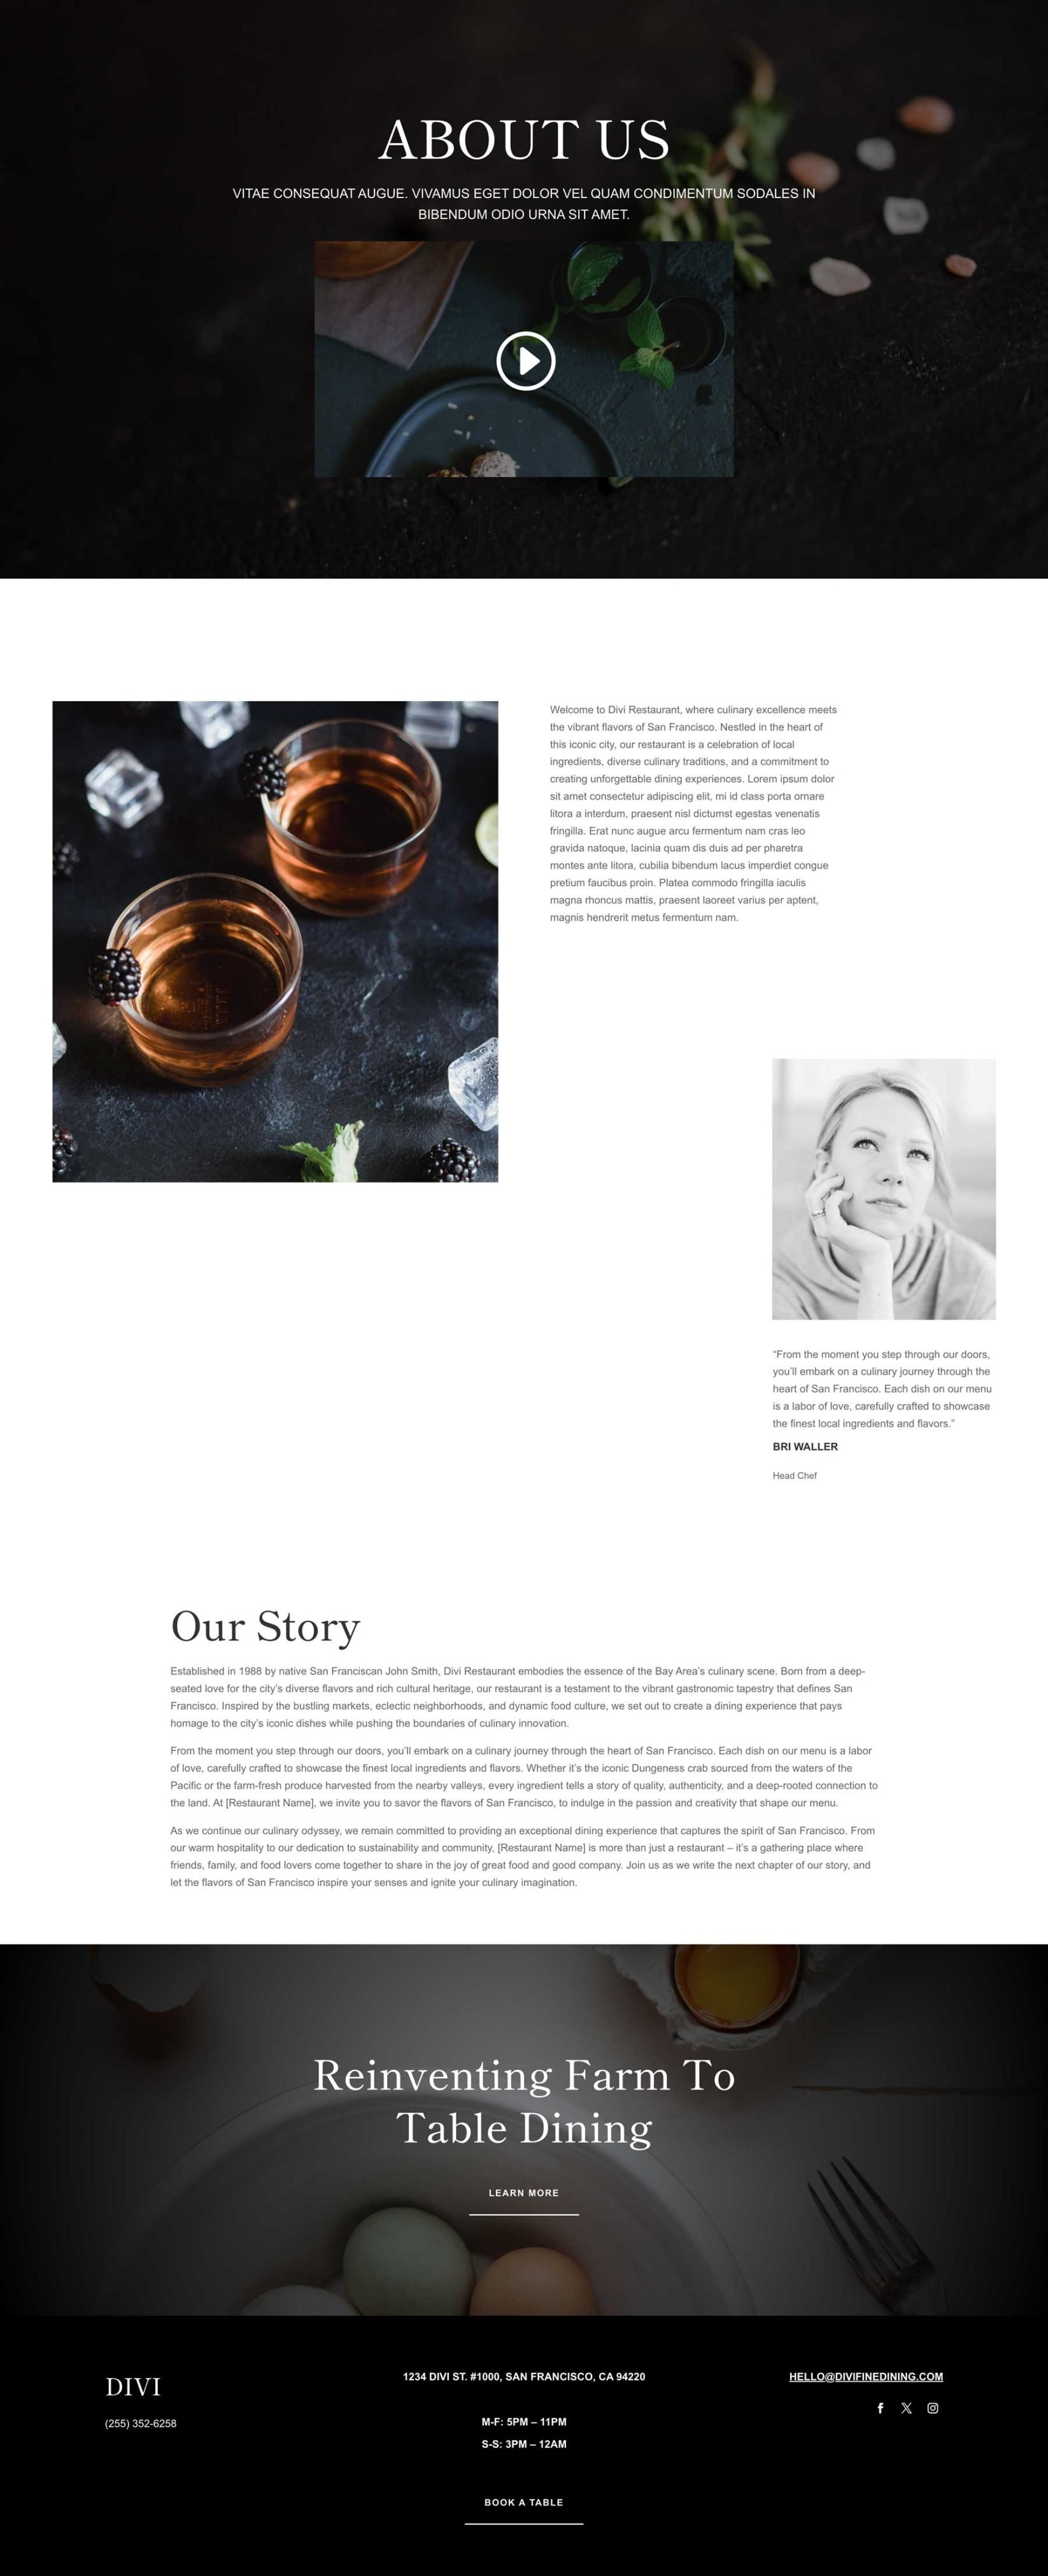 ABOUT US
VITAE CONSEQUAT AUGUE. VIVAMUS EGET DOLOR VEL QUAM CONDIMENTUM SODALES IN
BIBENDUM ODIO URNA SIT AMET.
Welcome to Divi Restaurant, where culinary excellence meets
the vibrant flavors of San Francisco. Nestled in the heart of
this iconic city, our restaurant is a celebration of local
ingredients, diverse culinary traditions, and a commitment to
creating unforgettable dining experiences. Lorem ipsum dolor
sit amet consectetur adipiscing elit, mi id class porta ornare
litora a interdum, praesent nisl dictumst egestas venenatis
fringilla. Erat nunc augue arcu fermentum nam cras leo
gravida natoque, lacinia quam dis duis ad per pharetra
montes ante litora, cubilia bibendum lacus imperdiet congue
pretium faucibus proin. Platea commodo fringilla iaculis
magna rhoncus mattis, praesent laoreet varius per aptent,
magnis hendrerit metus fermentum nam.
“From the moment you step through our doors,
you’ll embark on a culinary journey through the
heart of San Francisco. Each dish on our menu
is a labor of love, carefully crafted to showcase
the finest local ingredients and flavors.”
BRI WALLER
Head Chef
Our Story
Established in 1988 by native San Franciscan John Smith, Divi Restaurant embodies the essence of the Bay Area’s culinary scene. Born from a deep-
seated love for the city’s diverse flavors and rich cultural heritage, our restaurant is a testament to the vibrant gastronomic tapestry that defines San
Francisco. Inspired by the bustling markets, eclectic neighborhoods, and dynamic food culture, we set out to create a dining experience that pays
homage to the city’s iconic dishes while pushing the boundaries of culinary innovation.
From the moment you step through our doors, you’ll embark on a culinary journey through the heart of San Francisco. Each dish on our menu is a labor
of love, carefully crafted to showcase the finest local ingredients and flavors. Whether it’s the iconic Dungeness crab sourced from the waters of the
Pacific or the farm-fresh produce harvested from the nearby valleys, every ingredient tells a story of quality, authenticity, and a deep-rooted connection to
the land. At [Restaurant Name], we invite you to savor the flavors of San Francisco, to indulge in the passion and creativity that shape our menu.
As we continue our culinary odyssey, we remain committed to providing an exceptional dining experience that captures the spirit of San Francisco. From
our warm hospitality to our dedication to sustainability and community, [Restaurant Name] is more than just a restaurant – it’s a gathering place where
friends, family, and food lovers come together to share in the joy of great food and good company. Join us as we write the next chapter of our story, and
let the flavors of San Francisco inspire your senses and ignite your culinary imagination.
Reinventing Farm To
Table Dining
LEARN MORE
DIVI
(255) 352-6258
1234 DIVI ST. #1000, SAN FRANCISCO, CA 94220
M-F: 5PM – 11PM
S-S: 3PM – 12AM
BOOK A TABLE
HELLO@DIVIFINEDINING.COM